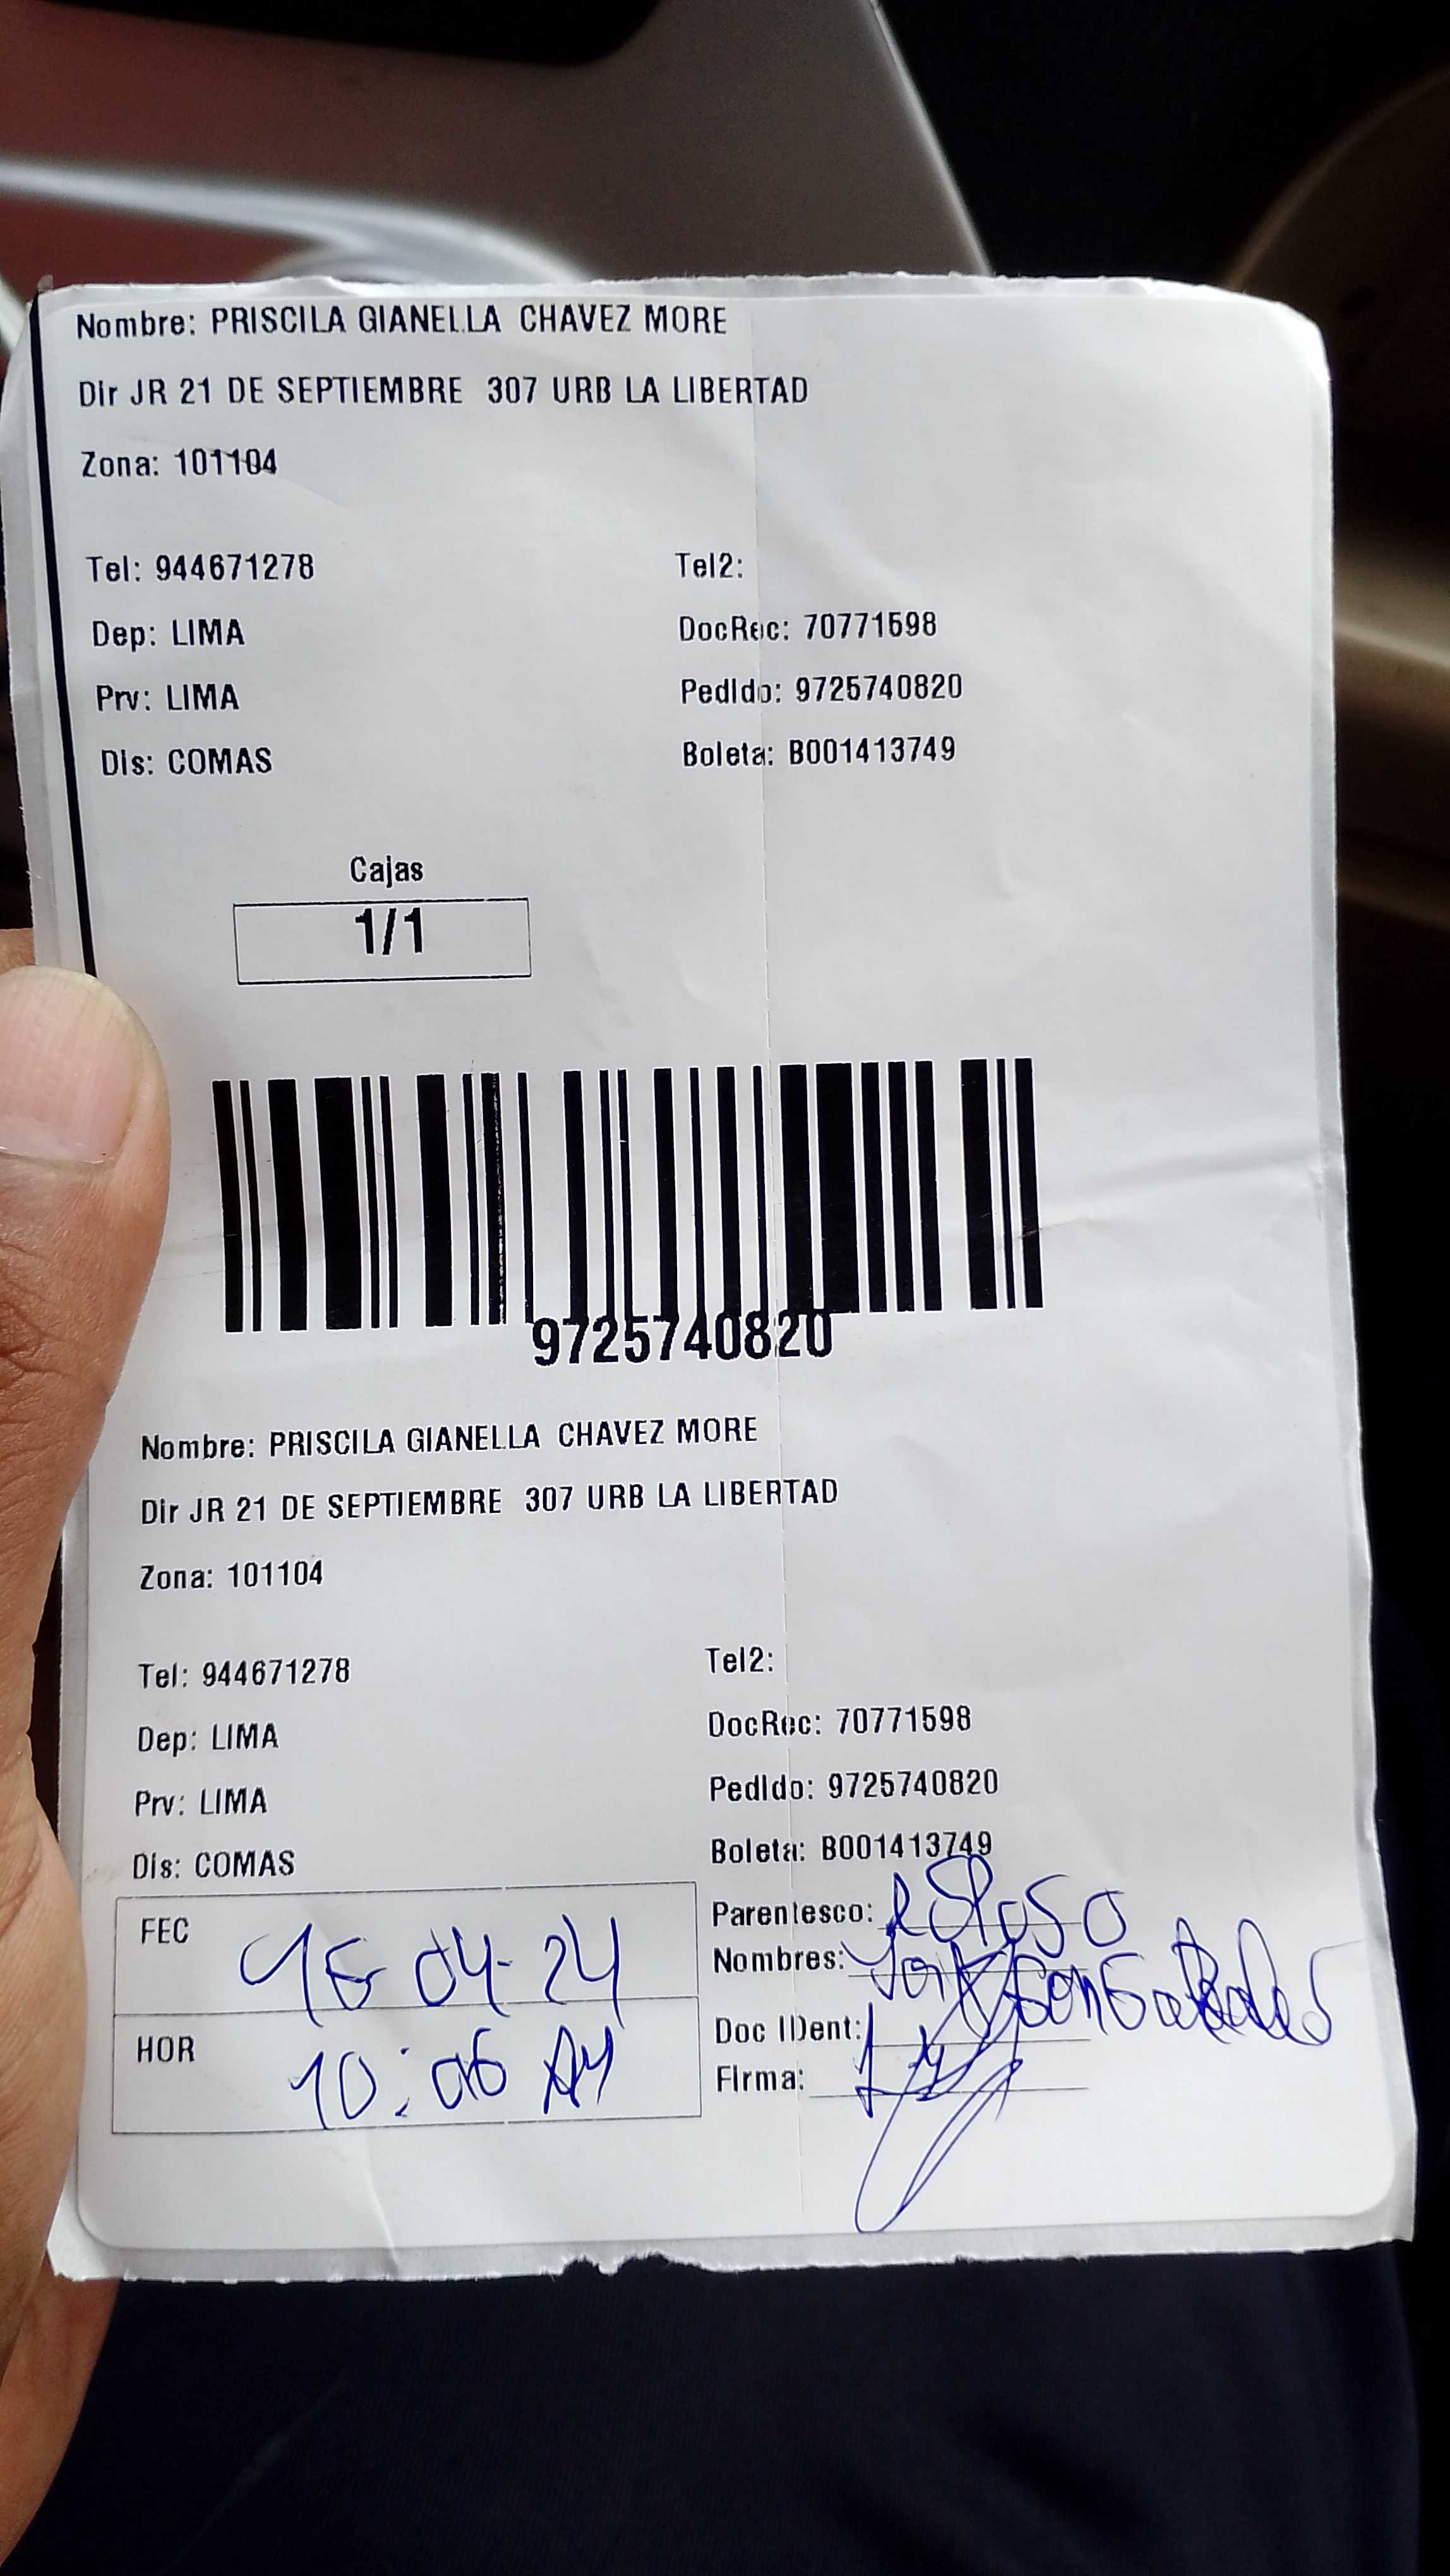 Nombre: PRISCILA GIANELLA CHAVEZ MORE
Dir JR 21 DE SEPTIEMBRE 307 URB LA LIBERTAD
Zona: 101104
Tel: 944671278 Tel2:
Dep: LIMA DocRec: 70771598
Prv: LIMA Pedido: 9725740820
Dis: COMAS Boleta: B001413749
Cajas
1/1
9725740820
Nombre: PRISCILA GIANELLA CHAVEZ MORE
Dir JR 21 DE SEPTIEMBRE 307 URB LA LIBERTAD
Zona: 101104
Tel: 944671278 Tel2:
Dep: LIMA DocRec: 70771598
Prv: LIMA Pedido: 9725740820
Dis: COMAS Boleta: B001413749
FEC 04-24 Parentesco: esposo
Nombres:
HOR 10:06 AM Doc IDent:
Firma: